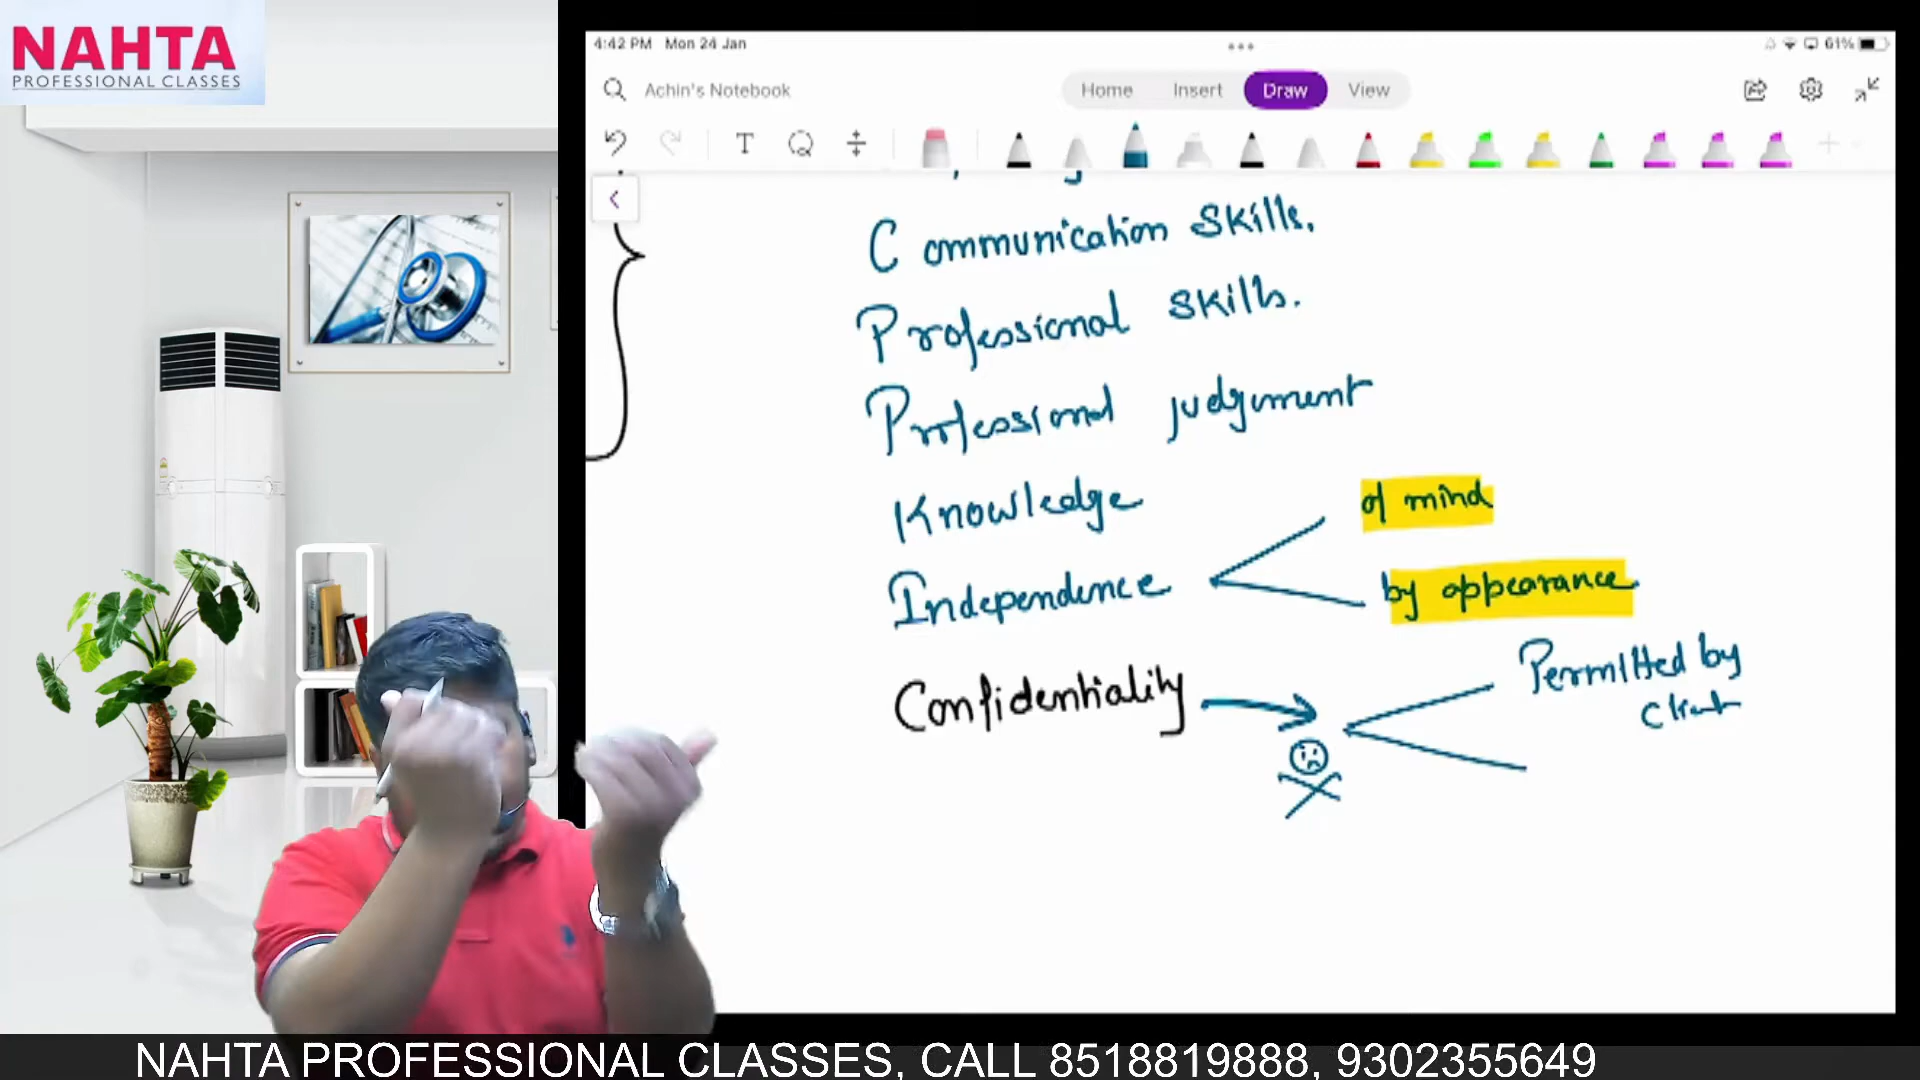 NAHTA
PROFESSIONAL CLASSES
4:42 PM Mon 24 Jan
61%
Achin's Notebook
Home Insert Draw View
T
Communication Skills.
Professional Skills.
Professional judgement
Knowledge
of mind
by appearance
Independence
Permitted by
Client
Confidentiality
NAHTA PROFESSIONAL CLASSES, CALL 8518819888, 9302355649